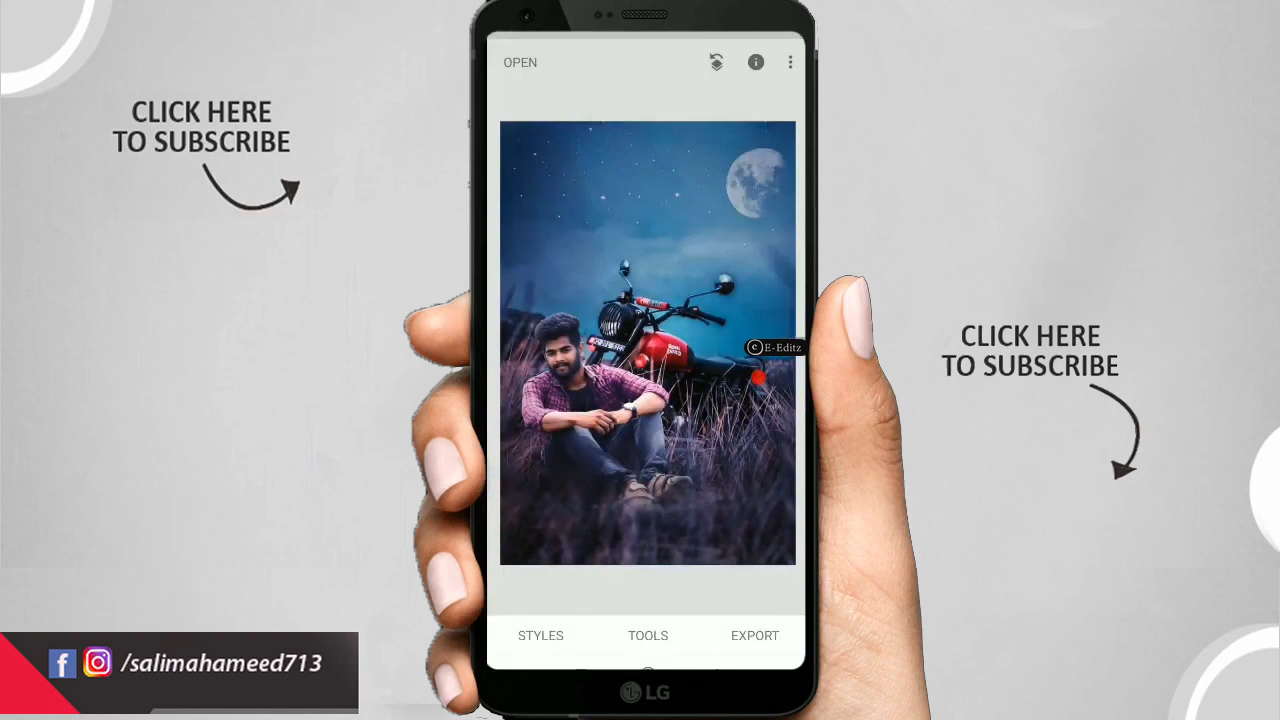 CLICK HERE
TO SUBSCRIBE
OPEN
C E-Editz
CLICK HERE
TO SUBSCRIBE
STYLES
TOOLS
EXPORT
/salimahameed713
LG